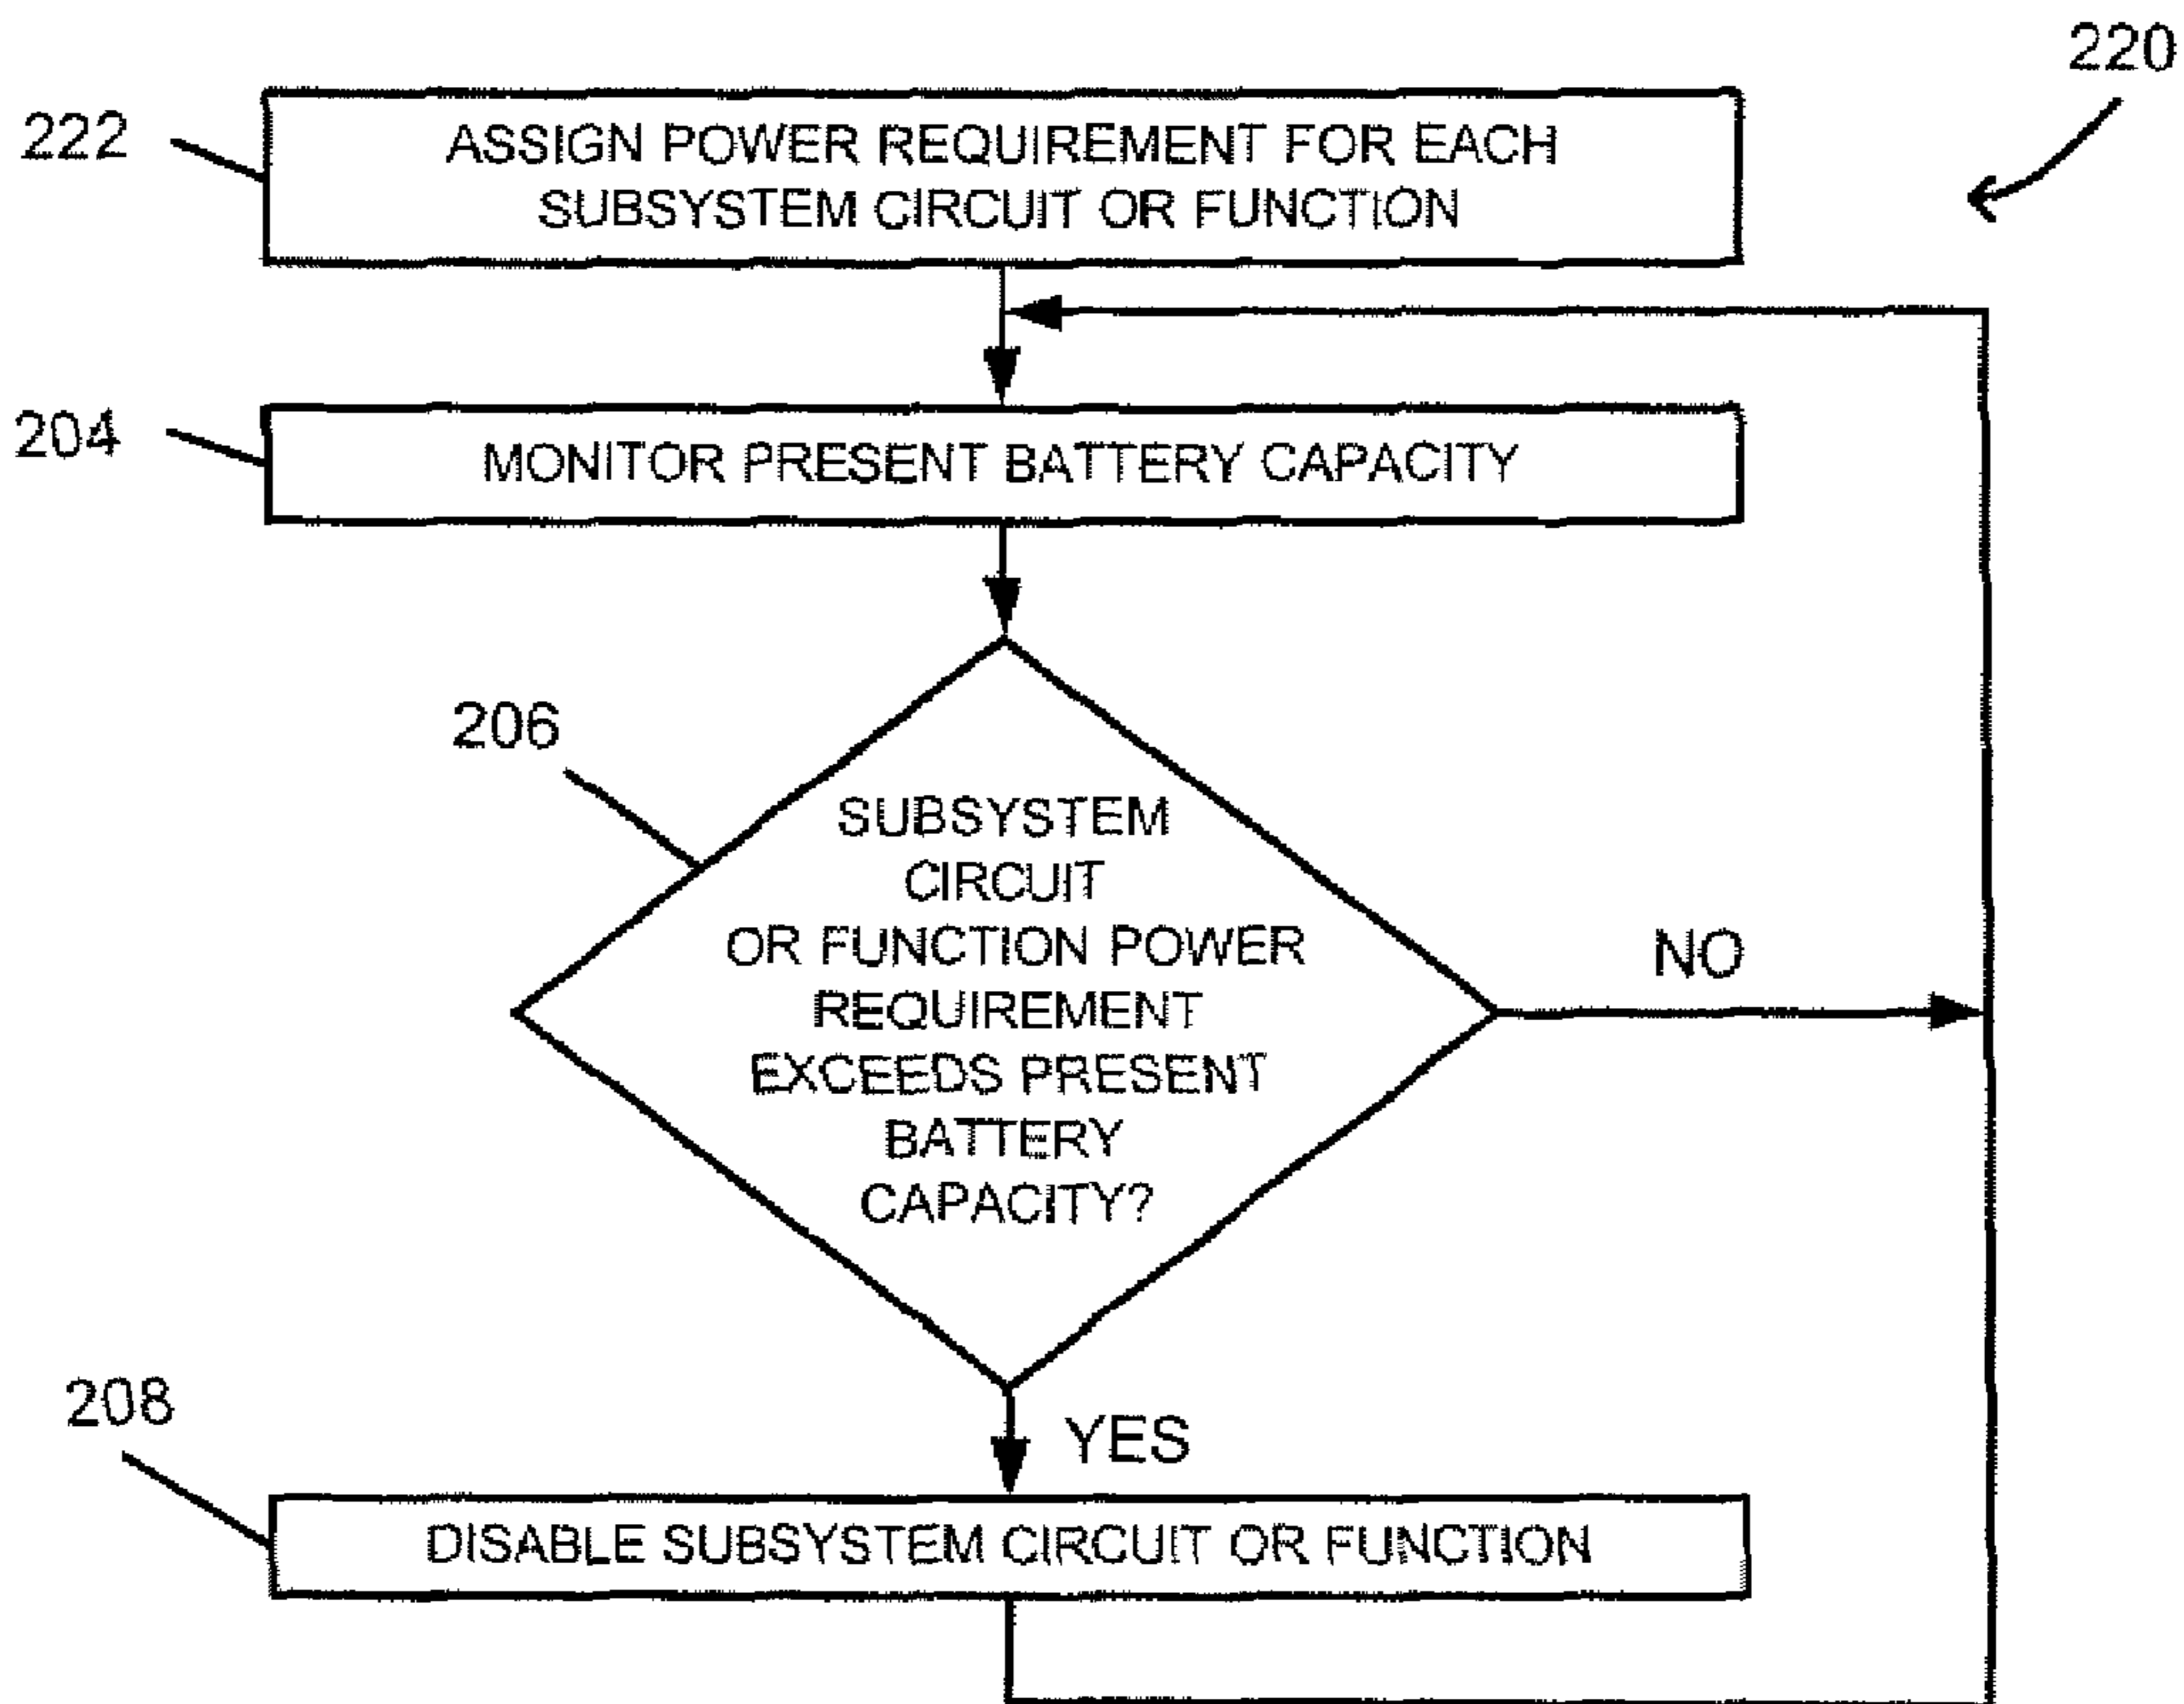 220
222
ASSIGN POWER REQUIREMENT FOR EACH
SUBSYSTEM CIRCUIT OR FUNCTION
204
MONITOR PRESENT BATTERY CAPACITY
206
SUBSYSTEM
CIRCUIT
OR FUNCTION POWER
REQUIREMENT
EXCEEDS PRESENT
BATTERY
CAPACITY?
NO
YES
208
DISABLE SUBSYSTEM CIRCUIT OR FUNCTION